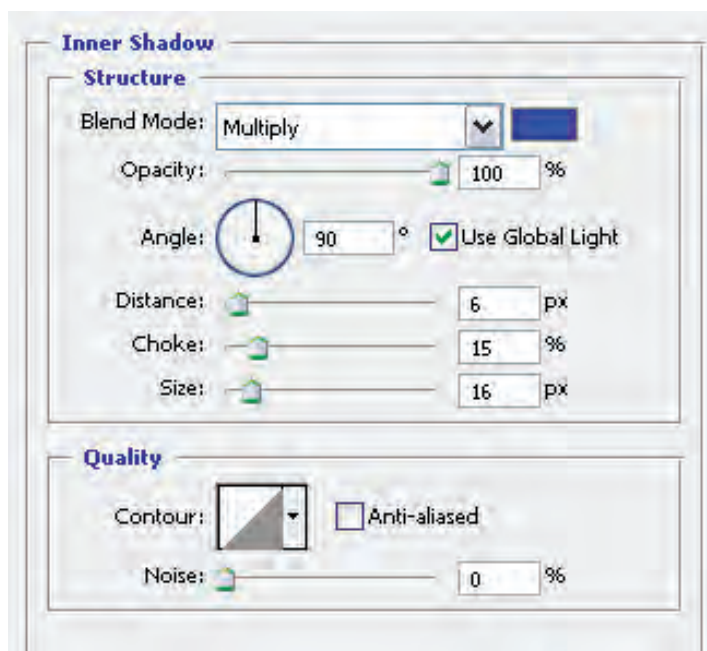 Inner Shadow
Structure
Blend Mode: Multiply
Opacity: 100 %
Angle: 90 ° Use Global Light
Distance: 6 px
Choke: 15 %
Size: 16 px
Quality
Contour: Anti-aliased
Noise: 0 %